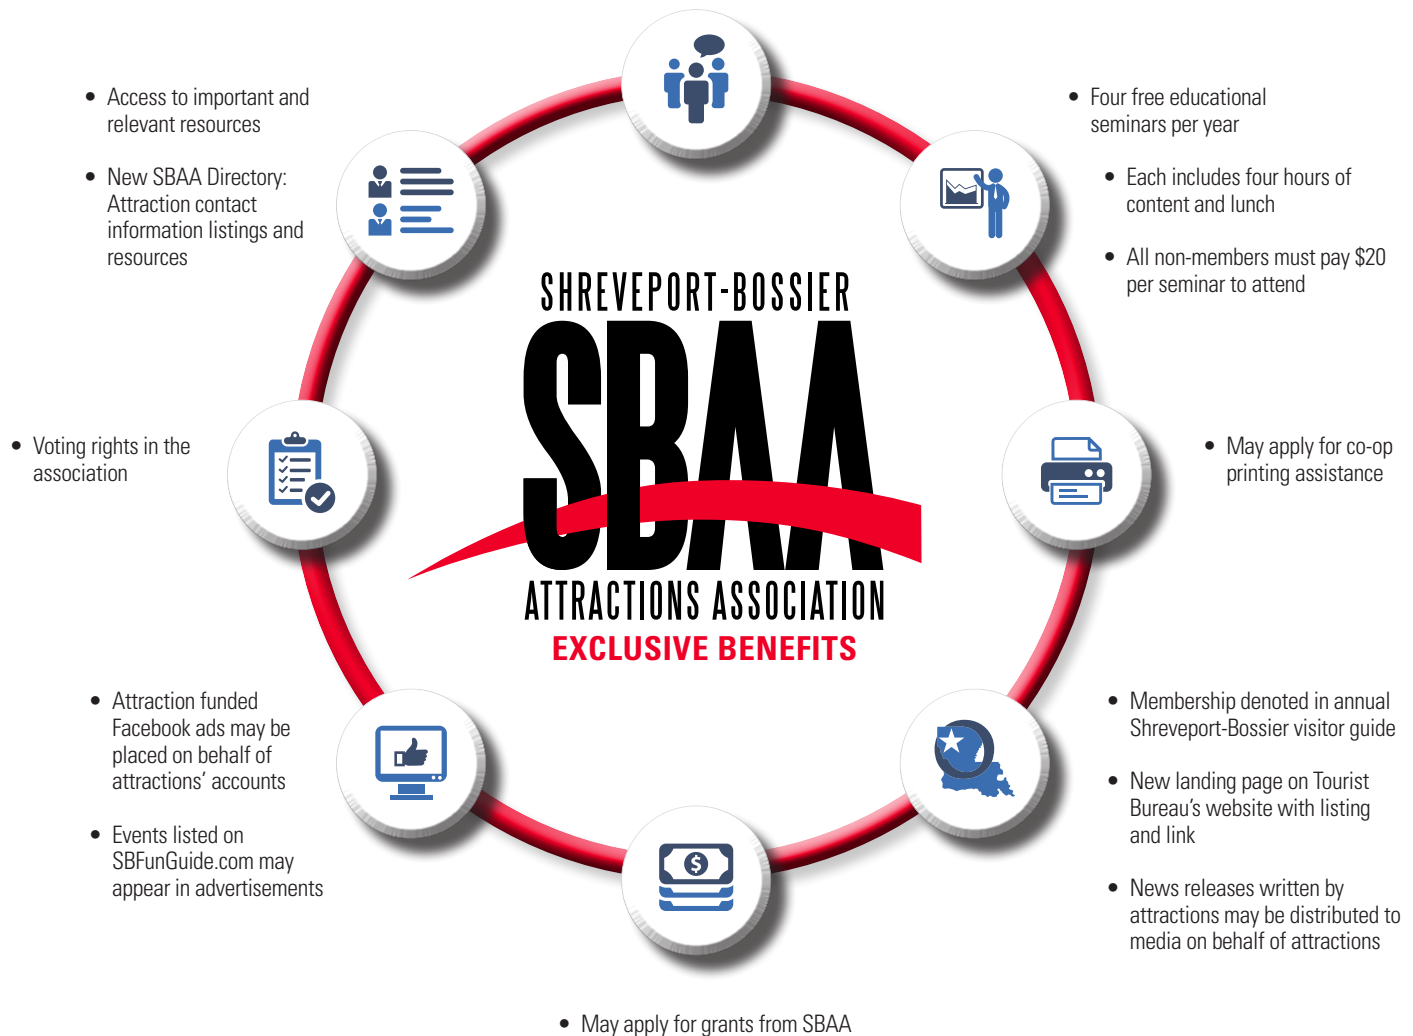 • Access to important and
relevant resources
• New SBAA Directory:
Attraction contact
information listings and
resources
• Four free educational
seminars per year
• Each includes four hours of
content and lunch
• All non-members must pay $20
per seminar to attend
SHREVEPORT-BOSSIER
SBAA
ATTRACTIONS ASSOCIATION
EXCLUSIVE BENEFITS
• Voting rights in the
association
• May apply for co-op
printing assistance
• Attraction funded
Facebook ads may be
placed on behalf of
attractions’ accounts
• Events listed on
SBFunGuide.com may
appear in advertisements
$
• Membership denoted in annual
Shreveport-Bossier visitor guide
• New landing page on Tourist
Bureau’s website with listing
and link
• News releases written by
attractions may be distributed to
media on behalf of attractions
• May apply for grants from SBAA